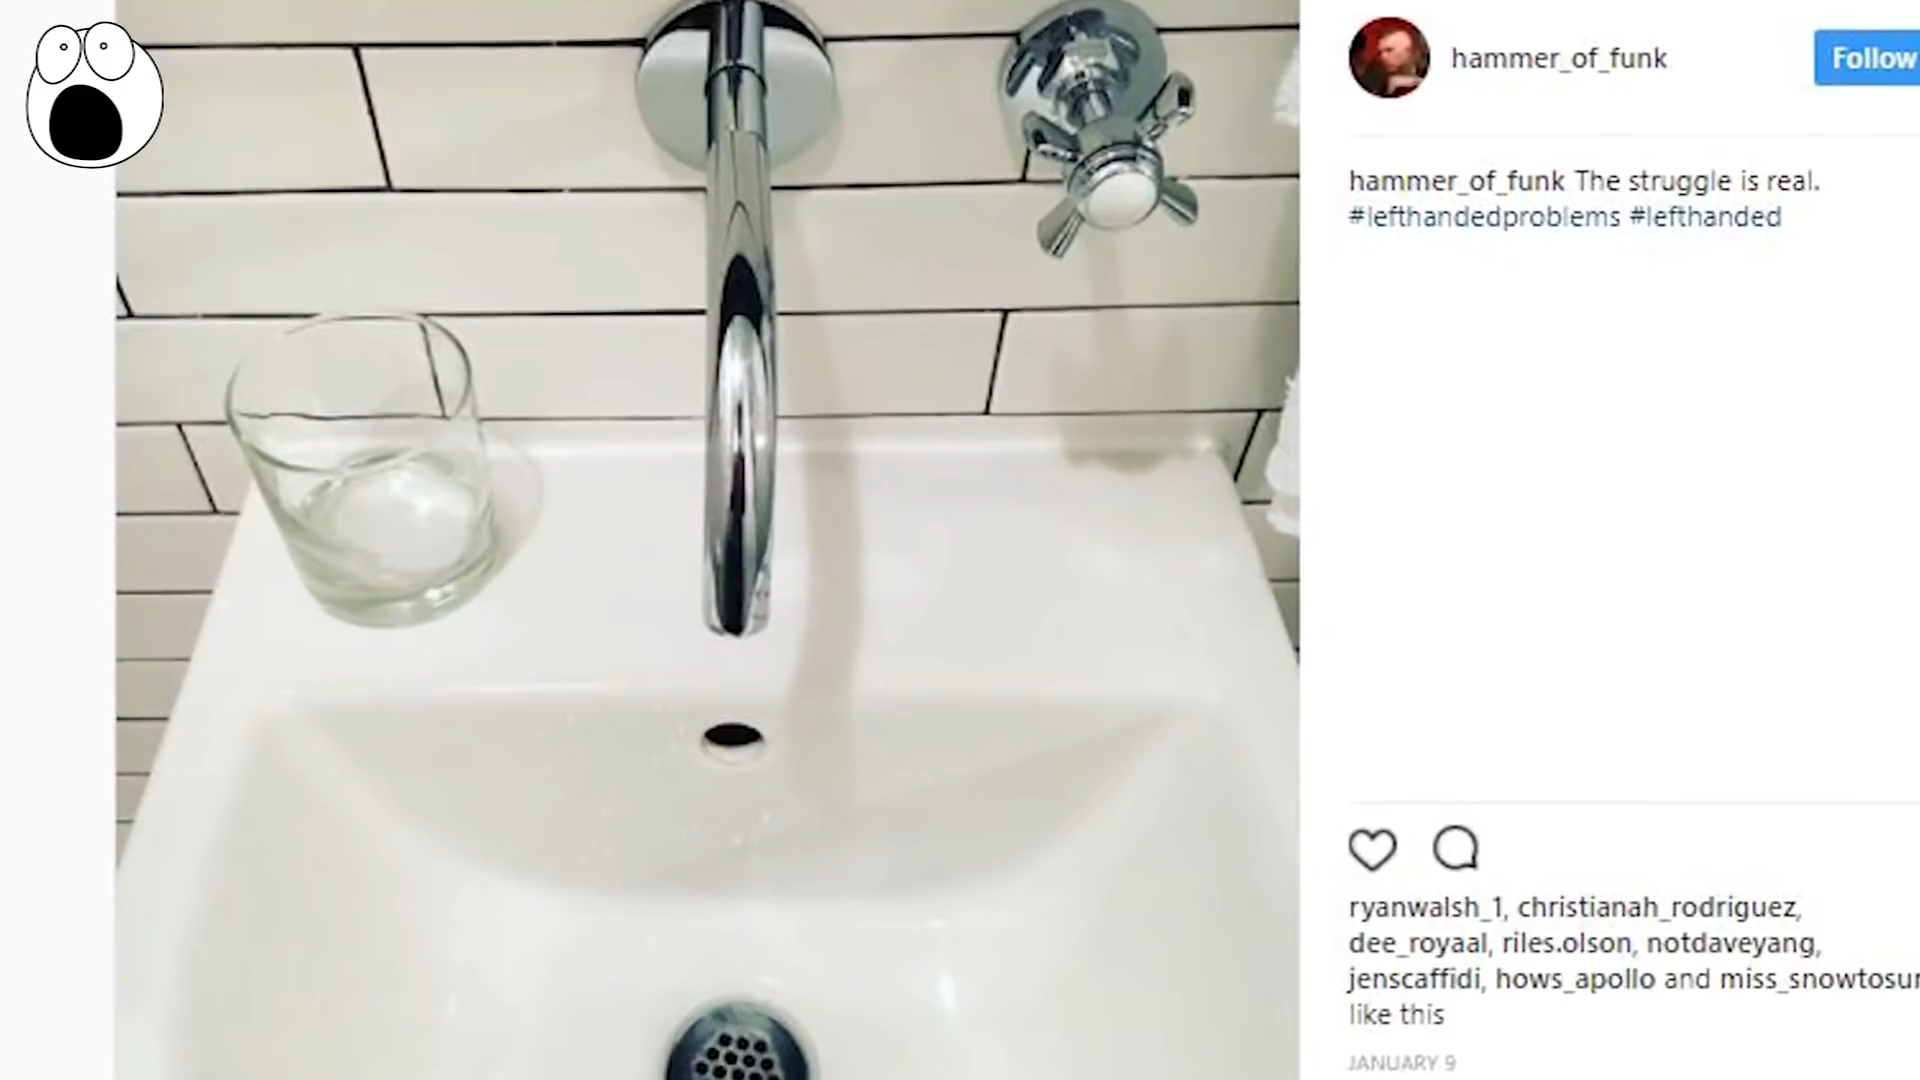 hammer_of_funk
Follow
hammer_of_funk The struggle is real.
#lefthandedproblems #lefthanded
ryanwalsh_1, christianah_rodriguez,
dee_royaal, riles.olson, notdaveyang,
jenscaffidi, hows_apollo and miss_snowtosur
like this
JANUARY 9